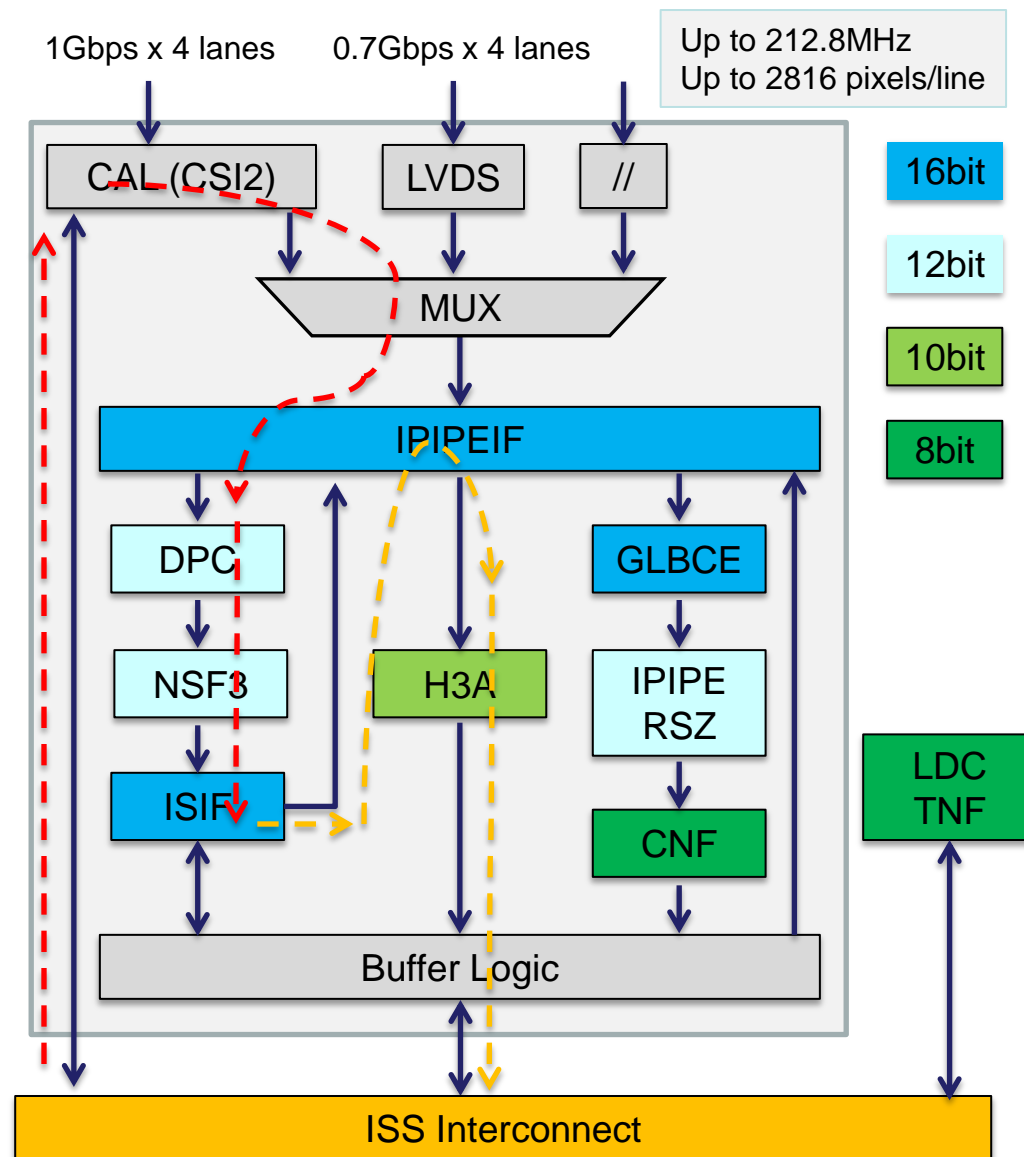 1Gbps x 4 lanes
0.7Gbps x 4 lanes
Up to 212.8MHz
Up to 2816 pixels/line
CAL (CSI2)
LVDS
//
16bit
12bit
MUX
10bit
IPIPEIF
8bit
DPC
GLBCE
NSF3
H3A
IPIPE
RSZ
LDC
TNF
ISIF
CNF
Buffer Logic
ISS Interconnect